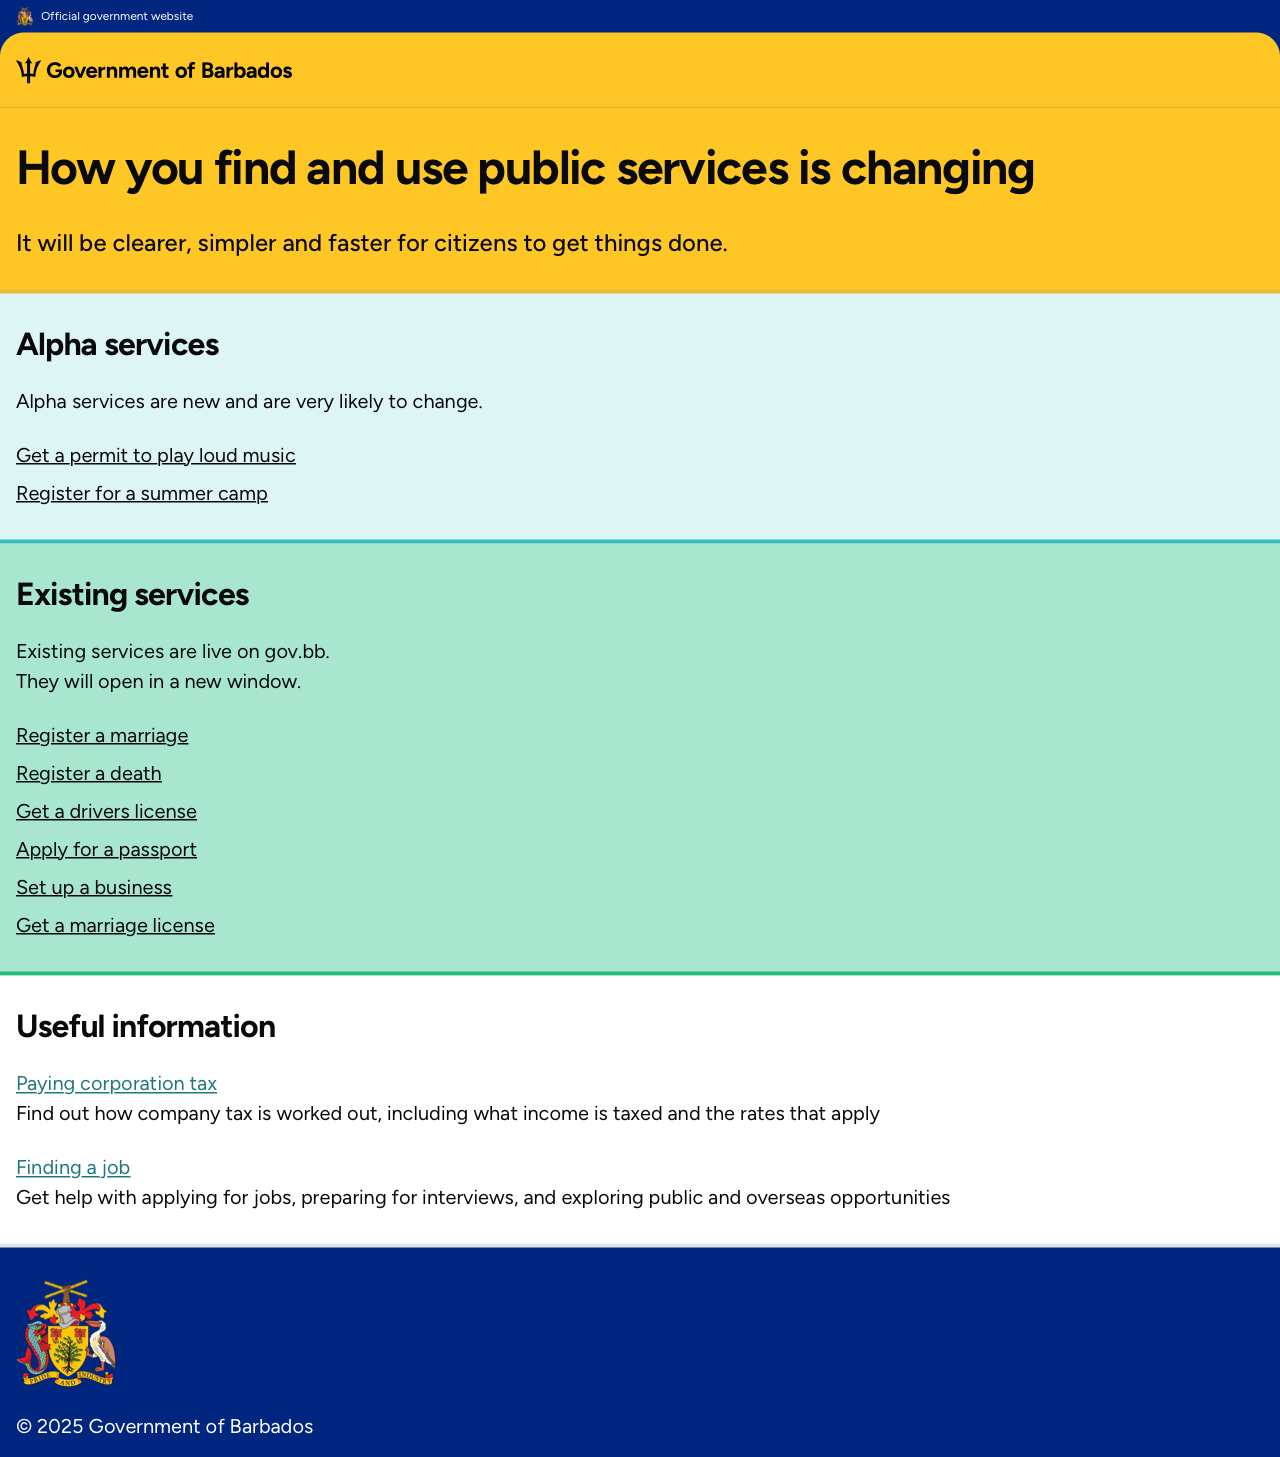 Official government website
Government of Barbados
How you find and use public services is changing
It will be clearer, simpler and faster for citizens to get things done.
Alpha services
Alpha services are new and are very likely to change.
Get a permit to play loud music
Register for a summer camp
Existing services
Existing services are live on gov.bb.
They will open in a new window.
Register a marriage
Register a death
Get a drivers license
Apply for a passport
Set up a business
Get a marriage license
Useful information
Paying corporation tax
Find out how company tax is worked out, including what income is taxed and the rates that apply
Finding a job
Get help with applying for jobs, preparing for interviews, and exploring public and overseas opportunities
PRIDE AND INDUSTRY
© 2025 Government of Barbados